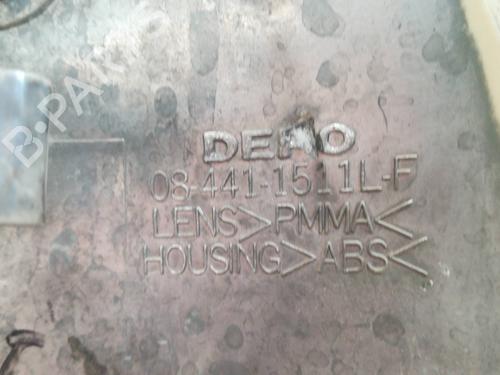 DEPO
08-441-1511L-F
LENS>PMMA<
HOUSING>ABS<
B-PARTS